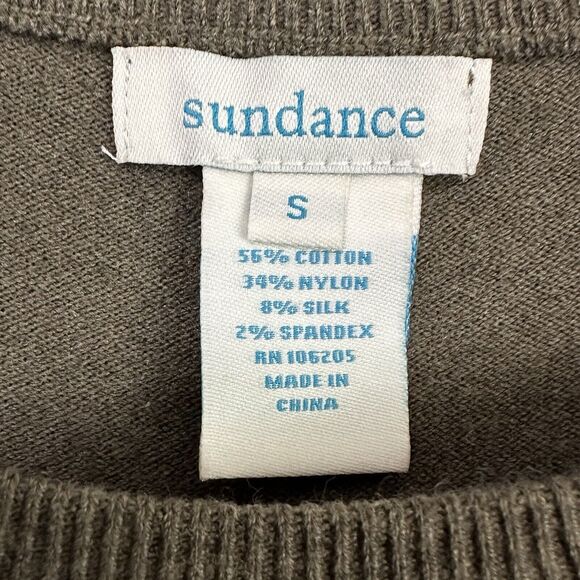 sundance
S
56% COTTON
34% NYLON
8% SILK
2% SPANDEX
RN 106205
MADE IN
CHINA